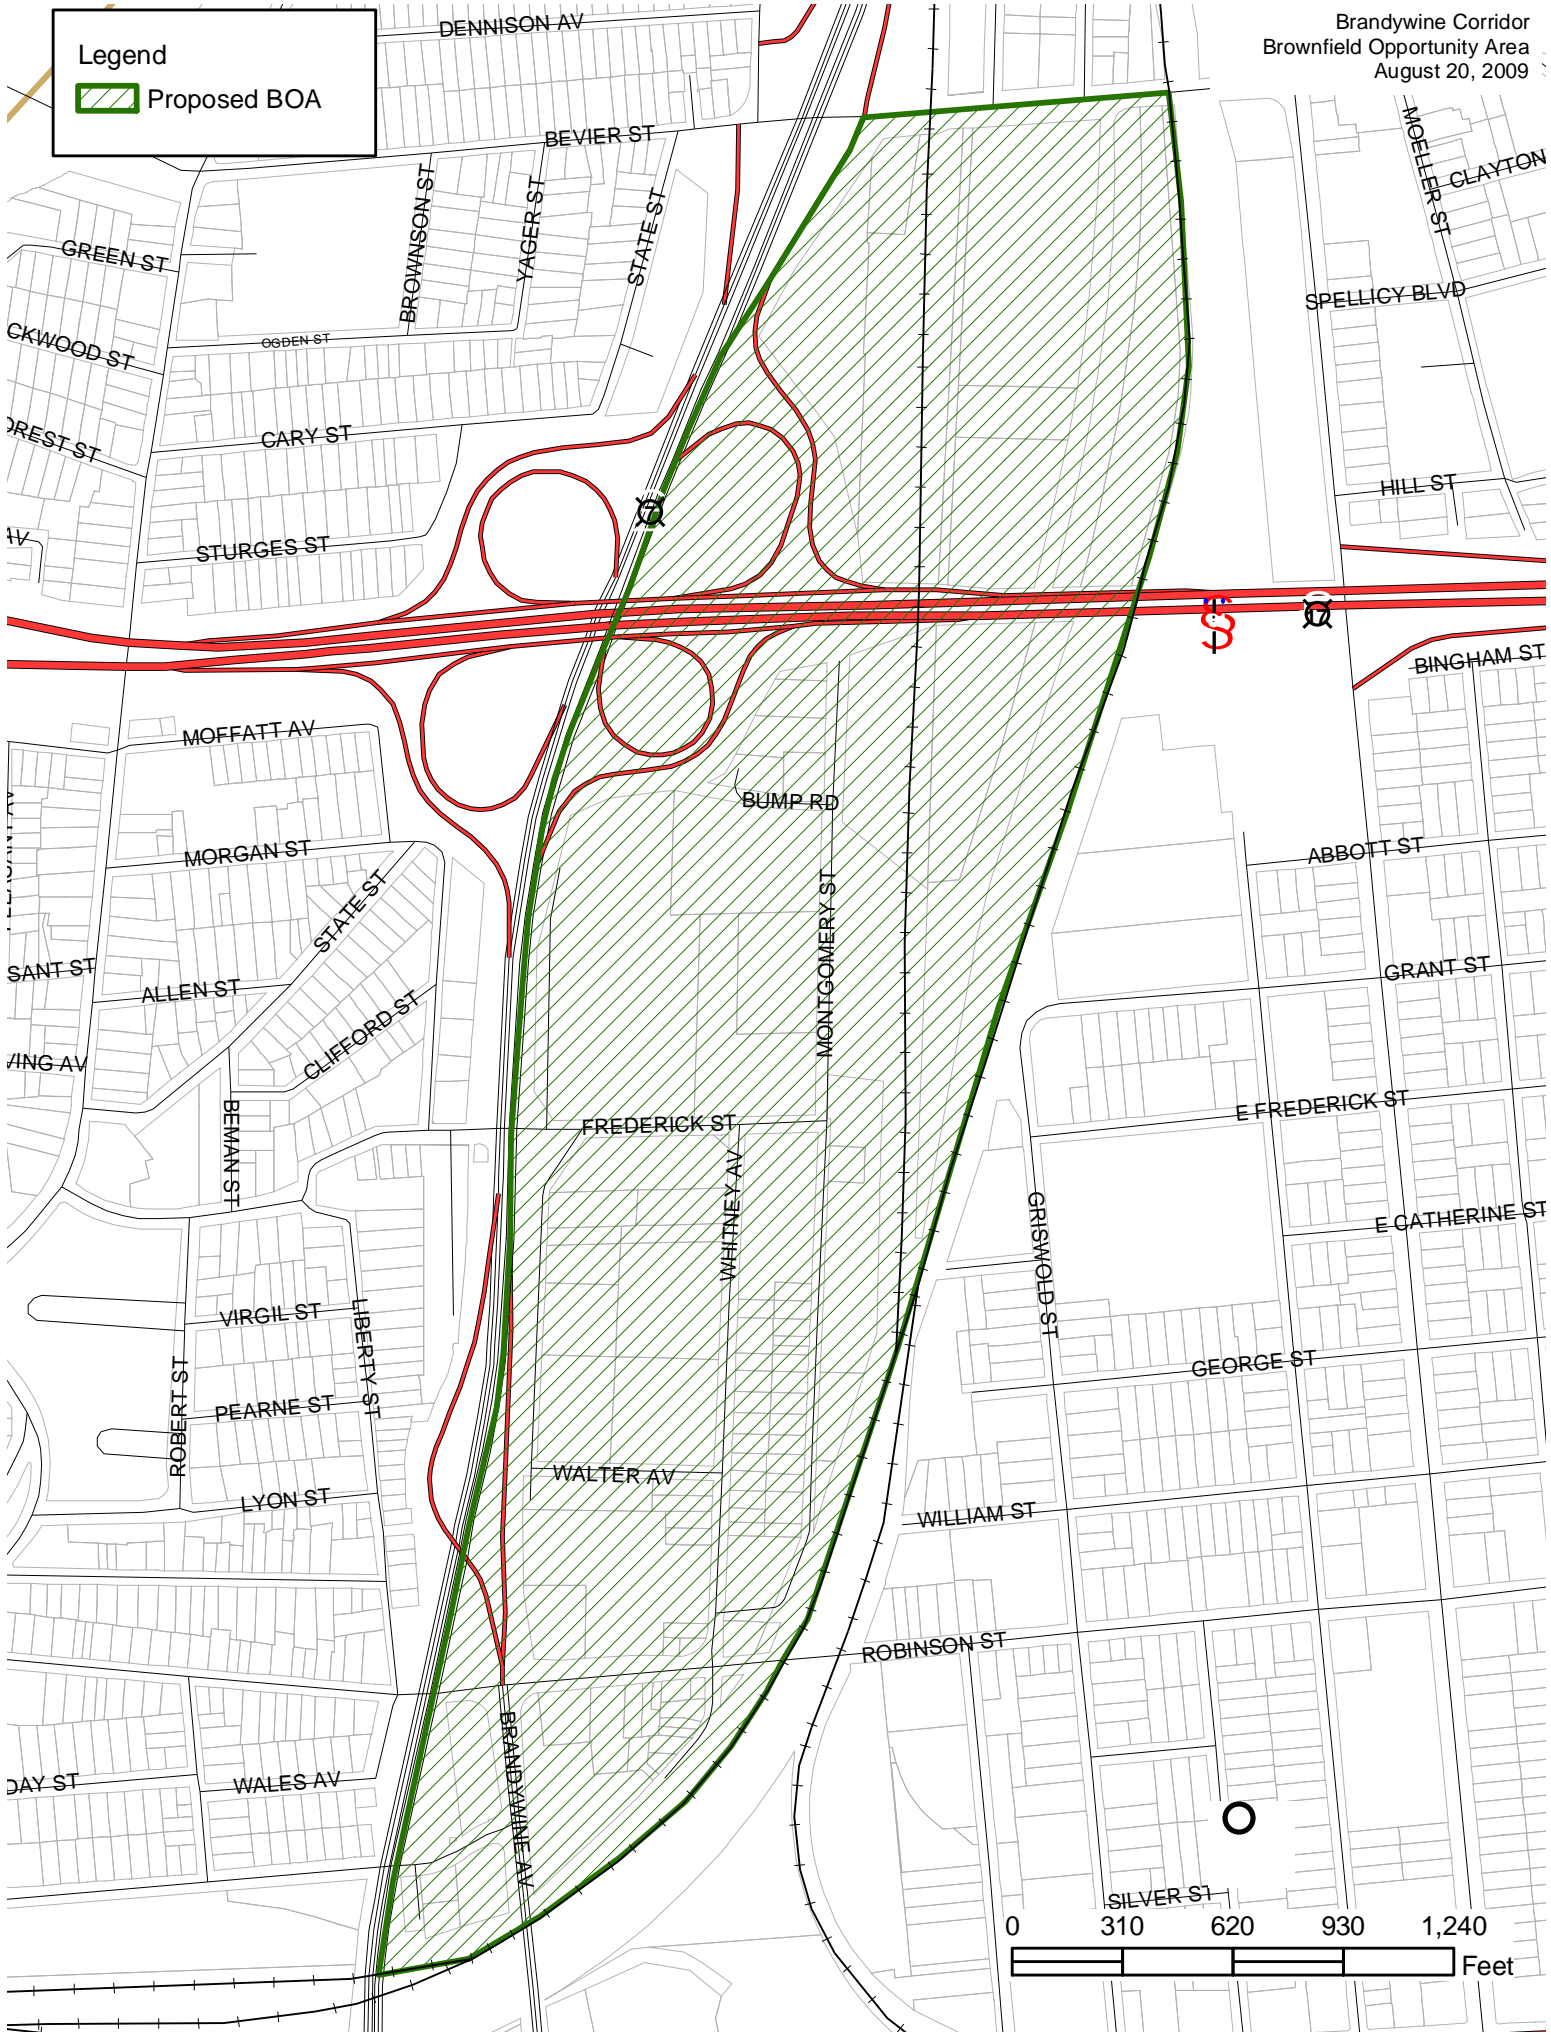 Legend
Proposed BOA
Brandywine Corridor
Brownfield Opportunity Area
August 20, 2009
DENNISON AV
BEVIER ST
MOELLER ST
CLAYTON
BROWNSON ST
YAGER ST
STATE ST
GREEN ST
SPELLICY BLVD
CKWOOD ST
OGDEN ST
CARY ST
OREST ST
HILL ST
AV
STURGES ST
7
17
BINGHAM ST
MOFFATT AV
BUMP RD
MORGAN ST
ABBOTT ST
STATE ST
MONTGOMERY ST
SANT ST
ALLEN ST
GRANT ST
CLIFFORD ST
VING AV
BEMAN ST
FREDERICK ST
E FREDERICK ST
WHITNEY AV
GRISWOLD ST
E CATHERINE ST
VIRGIL ST
LIBERTY ST
ROBERT ST
PEARNE ST
GEORGE ST
WALTER AV
LYON ST
WILLIAM ST
ROBINSON ST
BRANDYWINE AV
DAY ST
WALES AV
SILVER ST
0 310 620 930 1,240
Feet